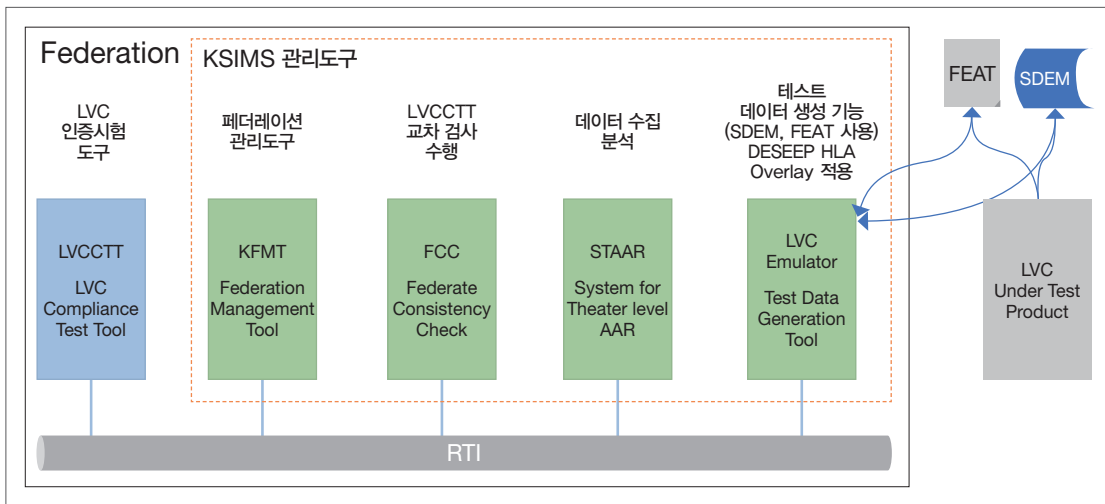 Federation
KSIMS 관리도구
LVC
인증시험
도구
페더레이션
관리도구
LVCCTT
교차 검사
수행
데이터 수집
분석
테스트
데이터 생성 기능
(SDEM, FEAT 사용)
DESEEP HLA
Overlay 적용
FEAT
SDEM
LVCCTT
LVC
Compliance
Test Tool
KFMT
Federation
Management
Tool
FCC
Federate
Consistency
Check
STAAR
System for
Theater level
AAR
LVC
Emulator
Test Data
Generation
Tool
LVC
Under Test
Product
RTI